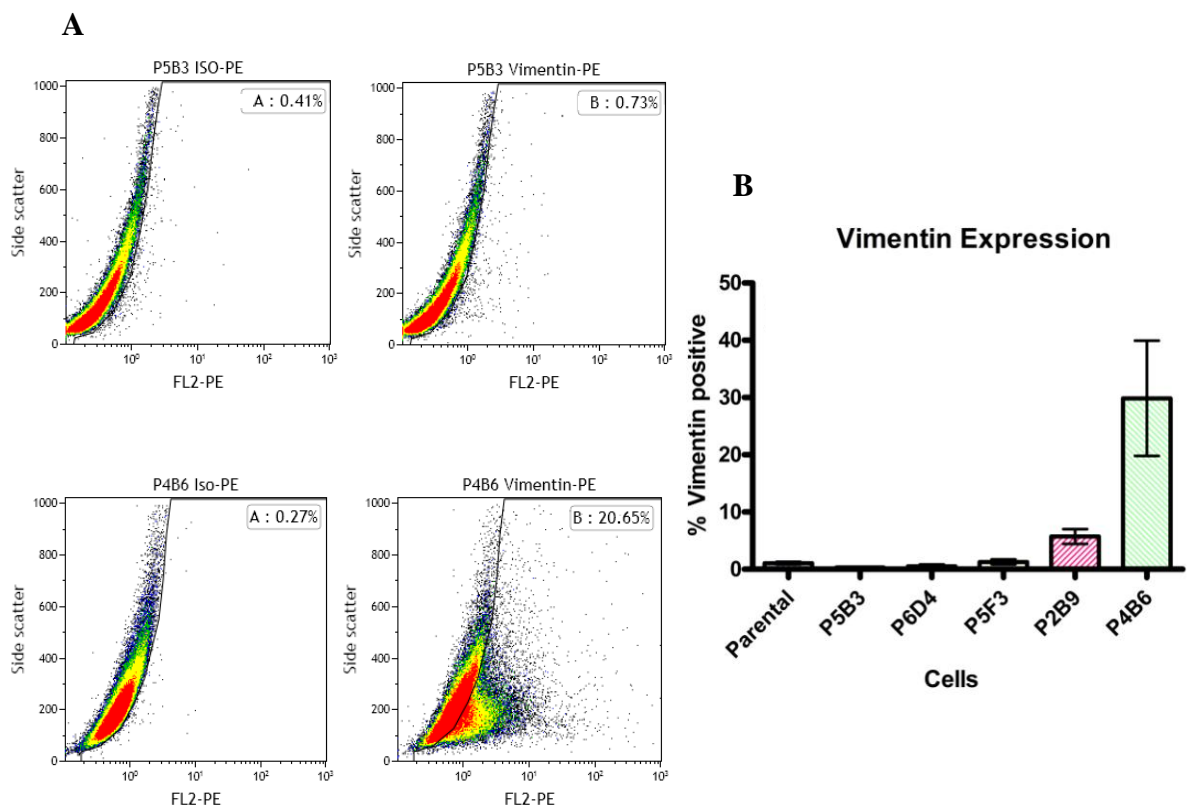 A
P5B3 ISO-PE
A : 0.41%
1000
800
600
400
200
0
Side scatter
10⁰ 10¹ 10² 10³
FL2-PE
P5B3 Vimentin-PE
B : 0.73%
1000
800
600
400
200
0
Side scatter
10⁰ 10¹ 10² 10³
FL2-PE
P4B6 Iso-PE
A : 0.27%
1000
800
600
400
200
0
Side scatter
10⁰ 10¹ 10² 10³
FL2-PE
P4B6 Vimentin-PE
B : 20.65%
1000
800
600
400
200
0
Side scatter
10⁰ 10¹ 10² 10³
FL2-PE
B
Vimentin Expression
% Vimentin positive
50
40
30
20
10
0
Parental
P5B3
P6D4
P5F3
P2B9
P4B6
Cells